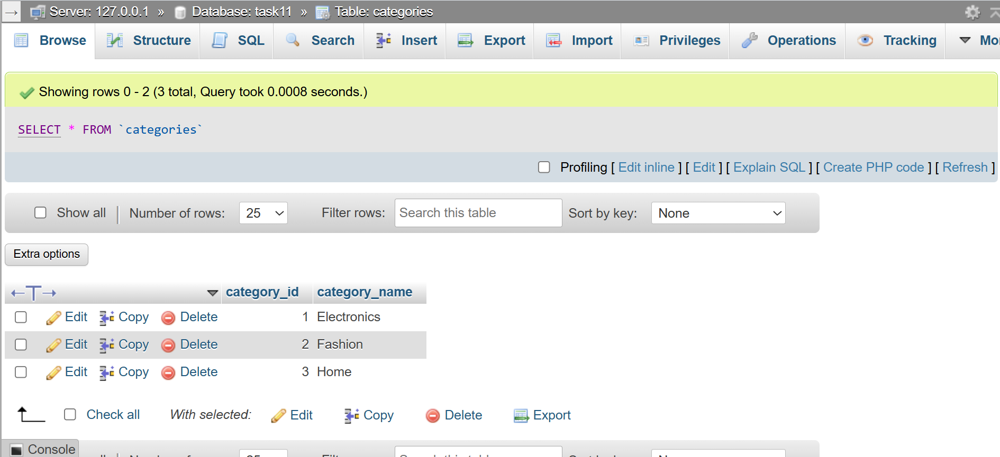 → Server: 127.0.0.1 » Database: task11 » Table: categories
Browse Structure SQL Search Insert Export Import Privileges Operations Tracking
Showing rows 0 - 2 (3 total, Query took 0.0008 seconds.)
SELECT * FROM `categories`
Profiling [ Edit inline ] [ Edit ] [ Explain SQL ] [ Create PHP code ] [ Refresh ]
Show all Number of rows: 25 Filter rows: Search this table Sort by key: None
Extra options
←T→ category_id category_name
Edit Copy Delete 1 Electronics
Edit Copy Delete 2 Fashion
Edit Copy Delete 3 Home
Check all With selected: Edit Copy Delete Export
Console